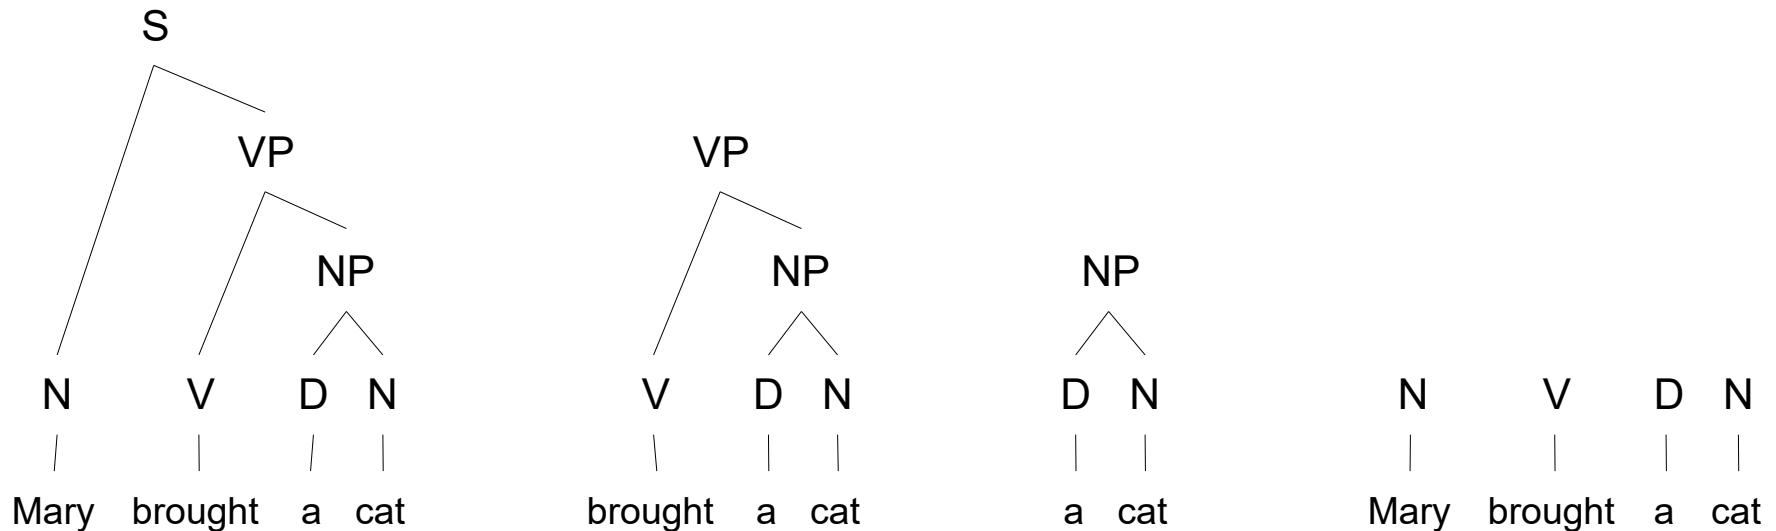 S
VP VP
NP NP NP
N V D N V D N D N N V D N
Mary brought a cat brought a cat a cat Mary brought a cat